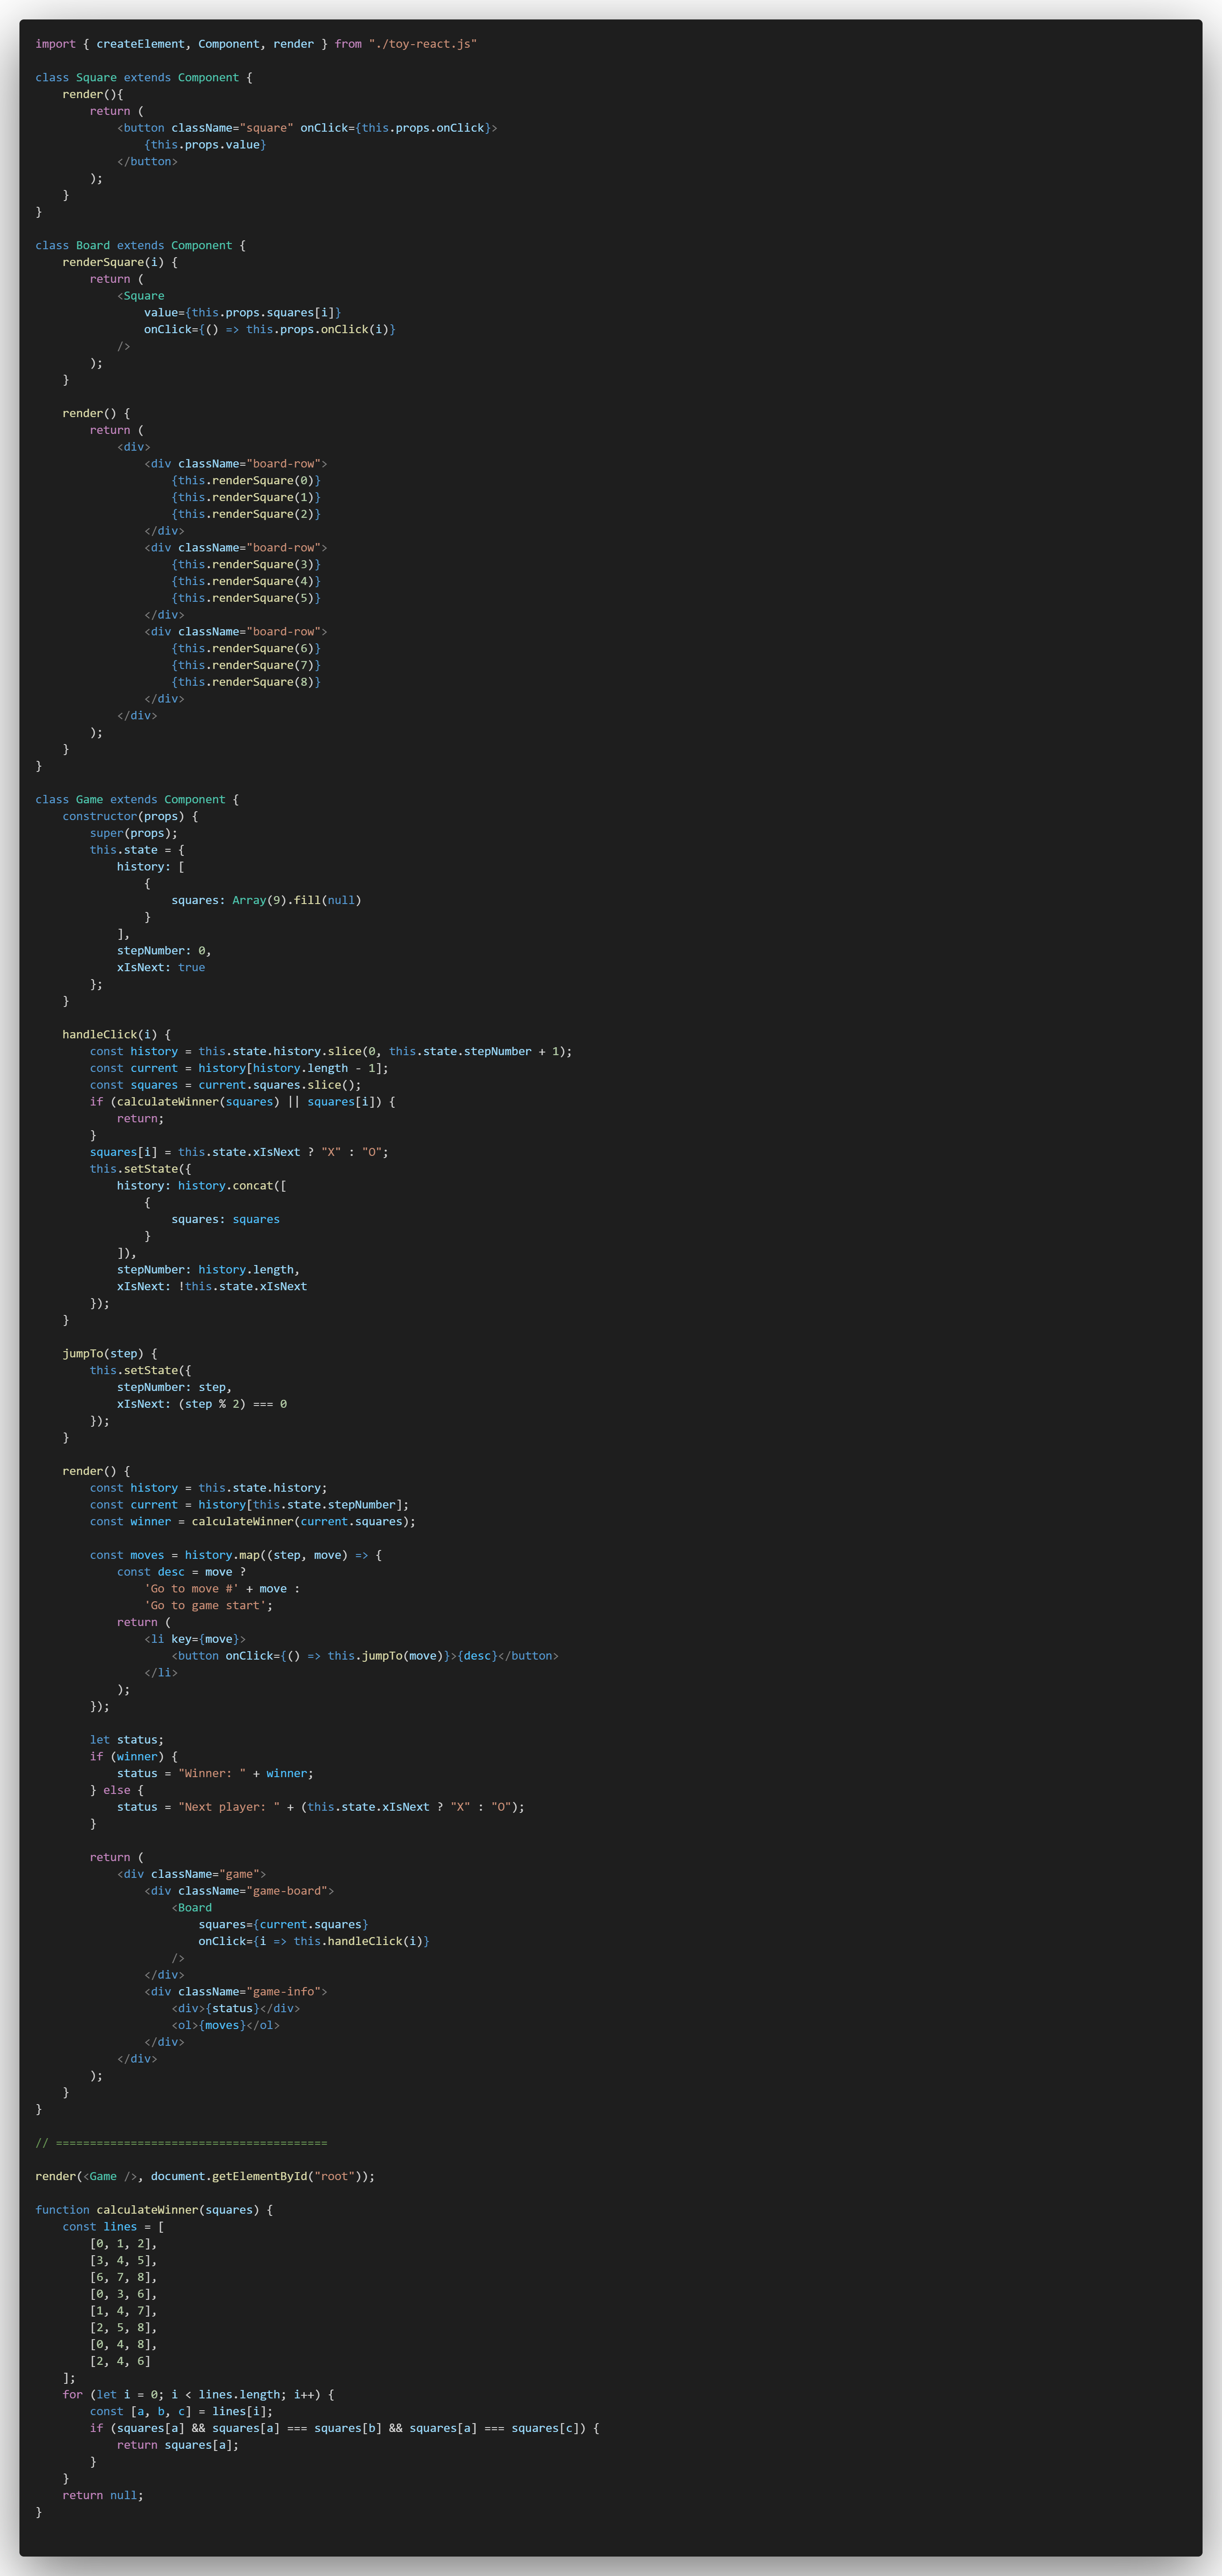 import { createElement, Component, render } from "./toy-react.js"

class Square extends Component {
    render(){
        return (
            <button className="square" onClick={this.props.onClick}>
                {this.props.value}
            </button>
        );
    }
}

class Board extends Component {
    renderSquare(i) {
        return (
            <Square
                value={this.props.squares[i]}
                onClick={() => this.props.onClick(i)}
            />
        );
    }

    render() {
        return (
            <div>
                <div className="board-row">
                    {this.renderSquare(0)}
                    {this.renderSquare(1)}
                    {this.renderSquare(2)}
                </div>
                <div className="board-row">
                    {this.renderSquare(3)}
                    {this.renderSquare(4)}
                    {this.renderSquare(5)}
                </div>
                <div className="board-row">
                    {this.renderSquare(6)}
                    {this.renderSquare(7)}
                    {this.renderSquare(8)}
                </div>
            </div>
        );
    }
}

class Game extends Component {
    constructor(props) {
        super(props);
        this.state = {
            history: [
                {
                    squares: Array(9).fill(null)
                }
            ],
            stepNumber: 0,
            xIsNext: true
        };
    }

    handleClick(i) {
        const history = this.state.history.slice(0, this.state.stepNumber + 1);
        const current = history[history.length - 1];
        const squares = current.squares.slice();
        if (calculateWinner(squares) || squares[i]) {
            return;
        }
        squares[i] = this.state.xIsNext ? "X" : "O";
        this.setState({
            history: history.concat([
                {
                    squares: squares
                }
            ]),
            stepNumber: history.length,
            xIsNext: !this.state.xIsNext
        });
    }

    jumpTo(step) {
        this.setState({
            stepNumber: step,
            xIsNext: (step % 2) === 0
        });
    }

    render() {
        const history = this.state.history;
        const current = history[this.state.stepNumber];
        const winner = calculateWinner(current.squares);

        const moves = history.map((step, move) => {
            const desc = move ?
                'Go to move #' + move :
                'Go to game start';
            return (
                <li key={move}>
                    <button onClick={() => this.jumpTo(move)}>{desc}</button>
                </li>
            );
        });

        let status;
        if (winner) {
            status = "Winner: " + winner;
        } else {
            status = "Next player: " + (this.state.xIsNext ? "X" : "O");
        }

        return (
            <div className="game">
                <div className="game-board">
                    <Board
                        squares={current.squares}
                        onClick={i => this.handleClick(i)}
                    />
                </div>
                <div className="game-info">
                    <div>{status}</div>
                    <ol>{moves}</ol>
                </div>
            </div>
        );
    }
}

// ========================================

render(<Game />, document.getElementById("root"));

function calculateWinner(squares) {
    const lines = [
        [0, 1, 2],
        [3, 4, 5],
        [6, 7, 8],
        [0, 3, 6],
        [1, 4, 7],
        [2, 5, 8],
        [0, 4, 8],
        [2, 4, 6]
    ];
    for (let i = 0; i < lines.length; i++) {
        const [a, b, c] = lines[i];
        if (squares[a] && squares[a] === squares[b] && squares[a] === squares[c]) {
            return squares[a];
        }
    }
    return null;
}